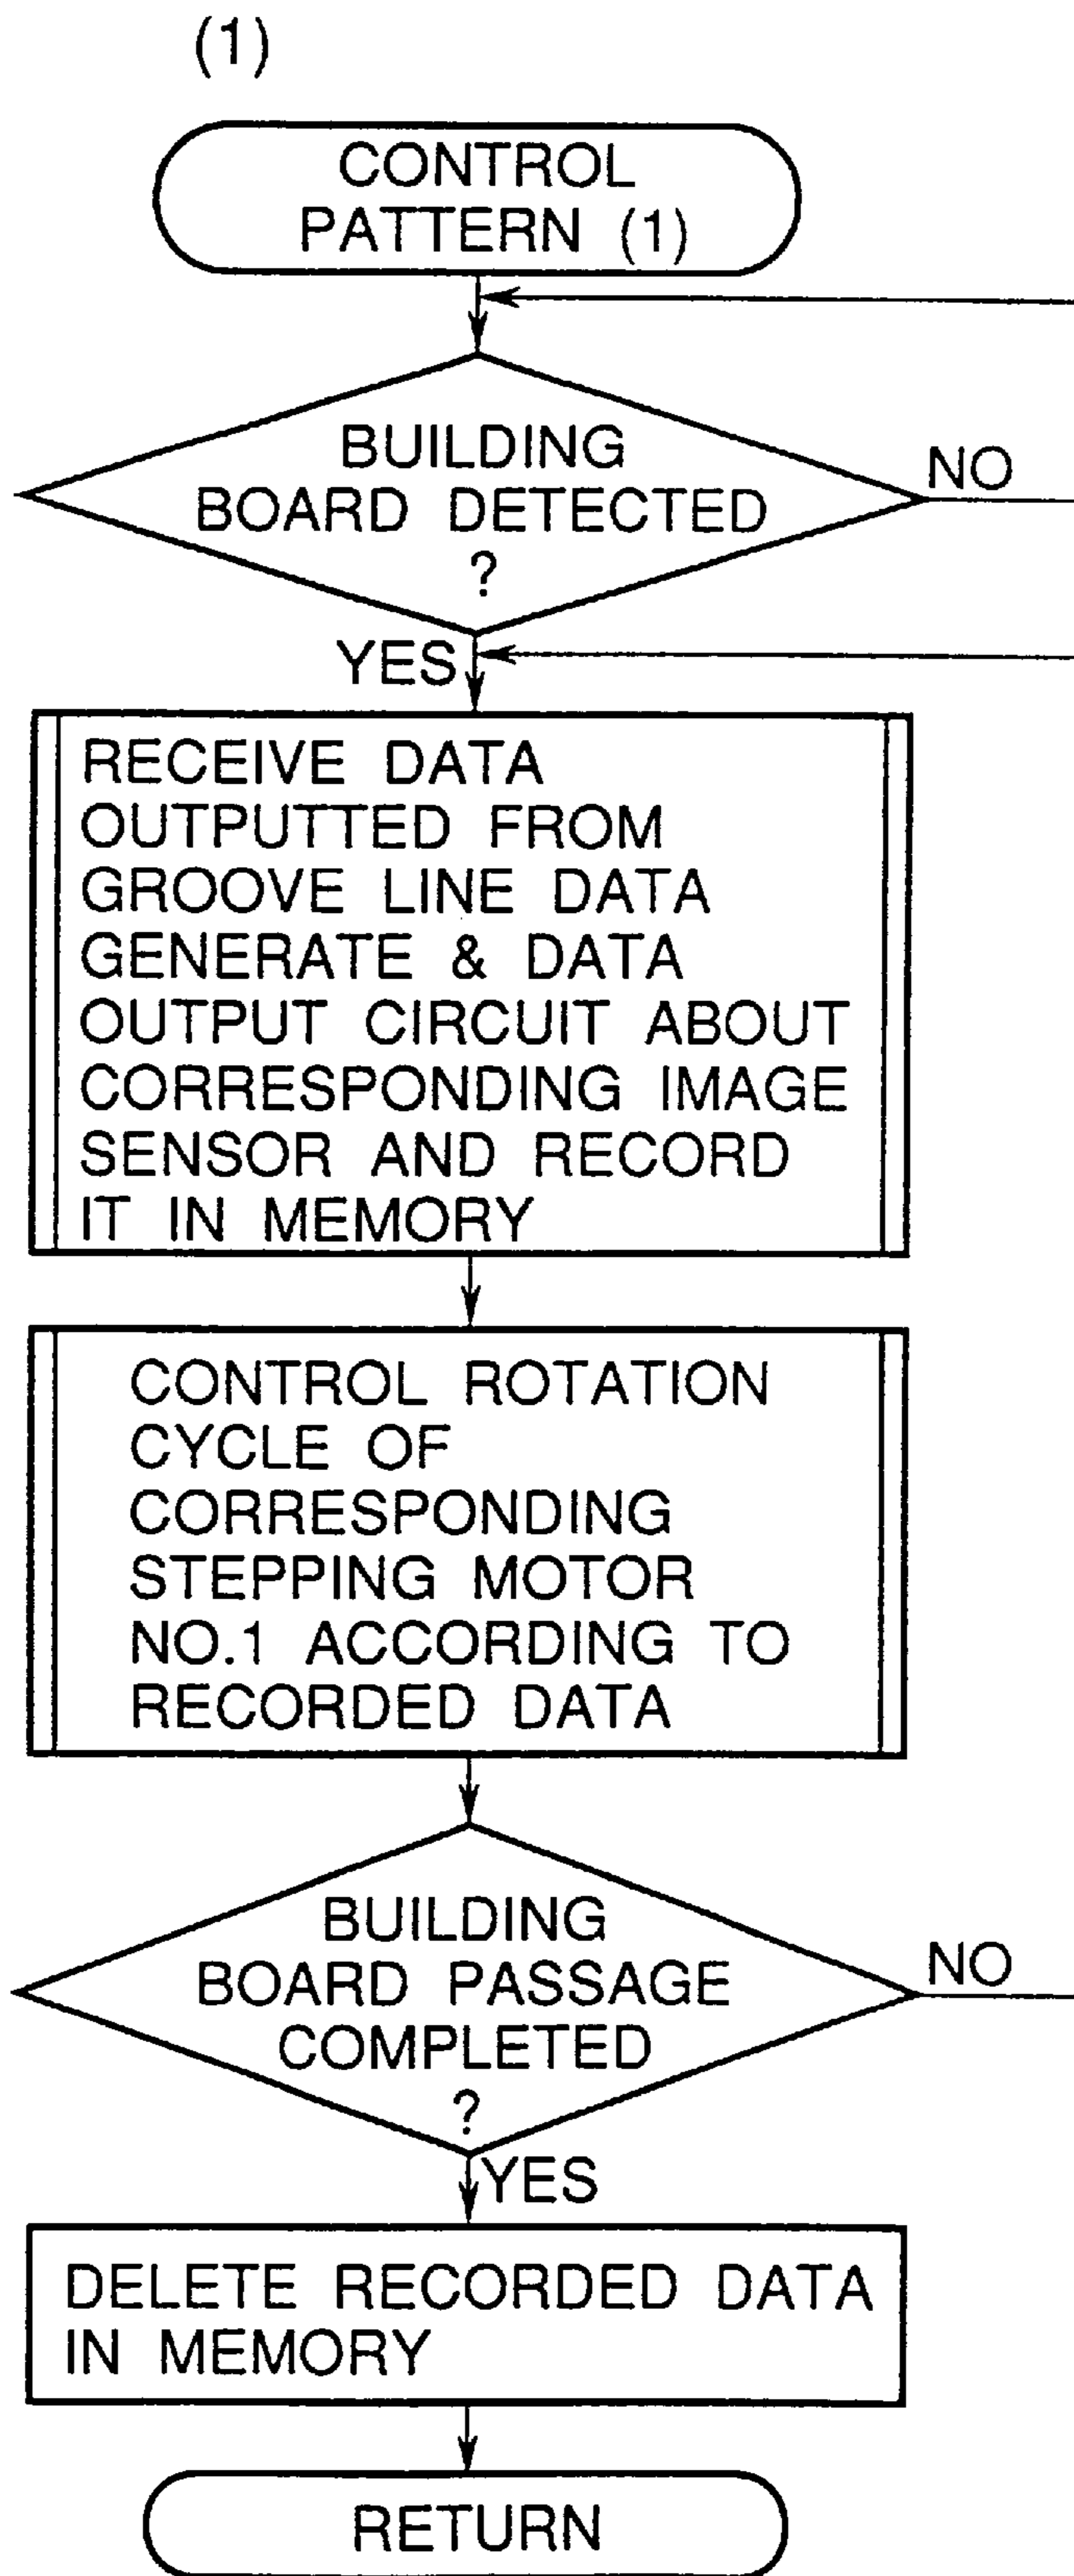 (1)
CONTROL
PATTERN (1)
BUILDING
BOARD DETECTED
?
NO
YES
RECEIVE DATA
OUTPUTTED FROM
GROOVE LINE DATA
GENERATE & DATA
OUTPUT CIRCUIT ABOUT
CORRESPONDING IMAGE
SENSOR AND RECORD
IT IN MEMORY
CONTROL ROTATION
CYCLE OF
CORRESPONDING
STEPPING MOTOR
NO.1 ACCORDING TO
RECORDED DATA
BUILDING
BOARD PASSAGE
COMPLETED
?
NO
YES
DELETE RECORDED DATA
IN MEMORY
RETURN